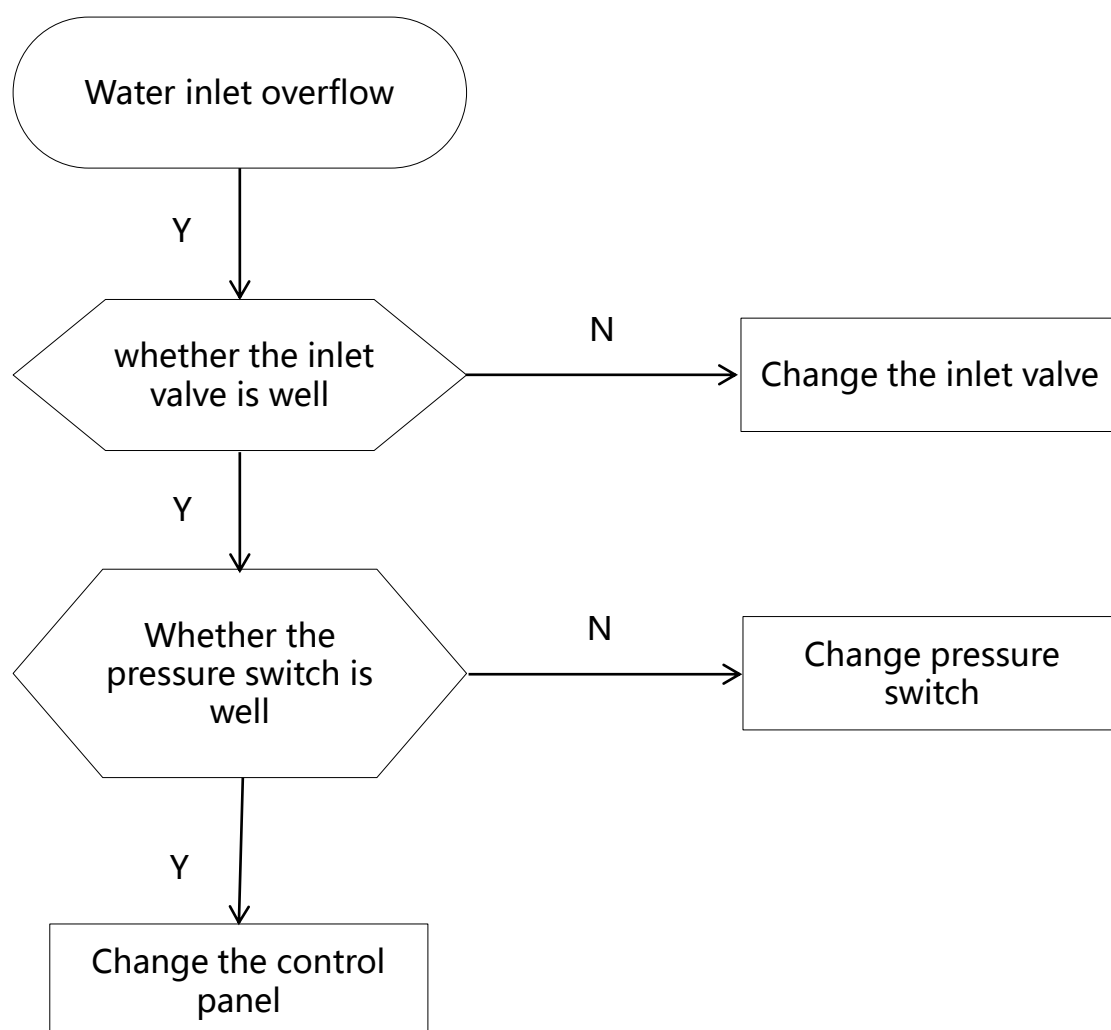 Water inlet overflow
Y
whether the inlet
valve is well
N
Change the inlet valve
Y
Whether the
pressure switch is
well
N
Change pressure
switch
Y
Change the control
panel